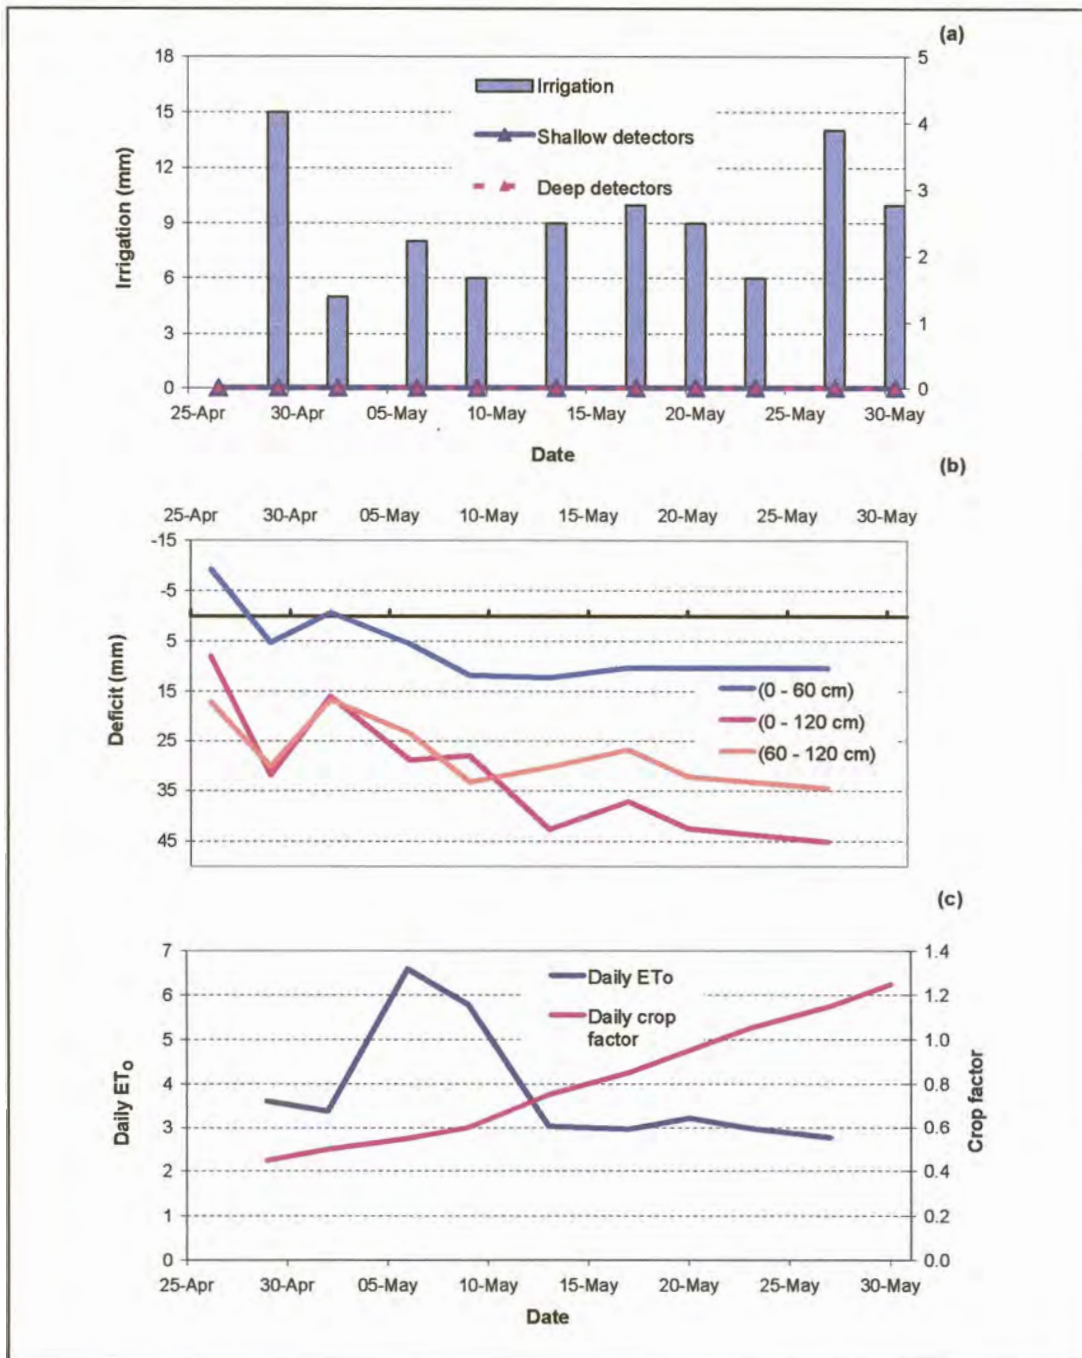 (a)
18
15
12
9
6
3
0
Irrigation (mm)
5
4
3
2
1
0
Irrigation
Shallow detectors
Deep detectors
25-Apr 30-Apr 05-May 10-May 15-May 20-May 25-May 30-May
Date
(b)
25-Apr 30-Apr 05-May 10-May 15-May 20-May 25-May 30-May
-15
-5
5
15
25
35
45
Deficit (mm)
(0 - 60 cm)
(0 - 120 cm)
(60 - 120 cm)
(c)
7
6
5
4
3
2
1
0
Daily ETo
1.4
1.2
1.0
0.8
0.6
0.4
0.2
0.0
Crop factor
Daily ETo
Daily crop
factor
25-Apr 30-Apr 05-May 10-May 15-May 20-May 25-May 30-May
Date